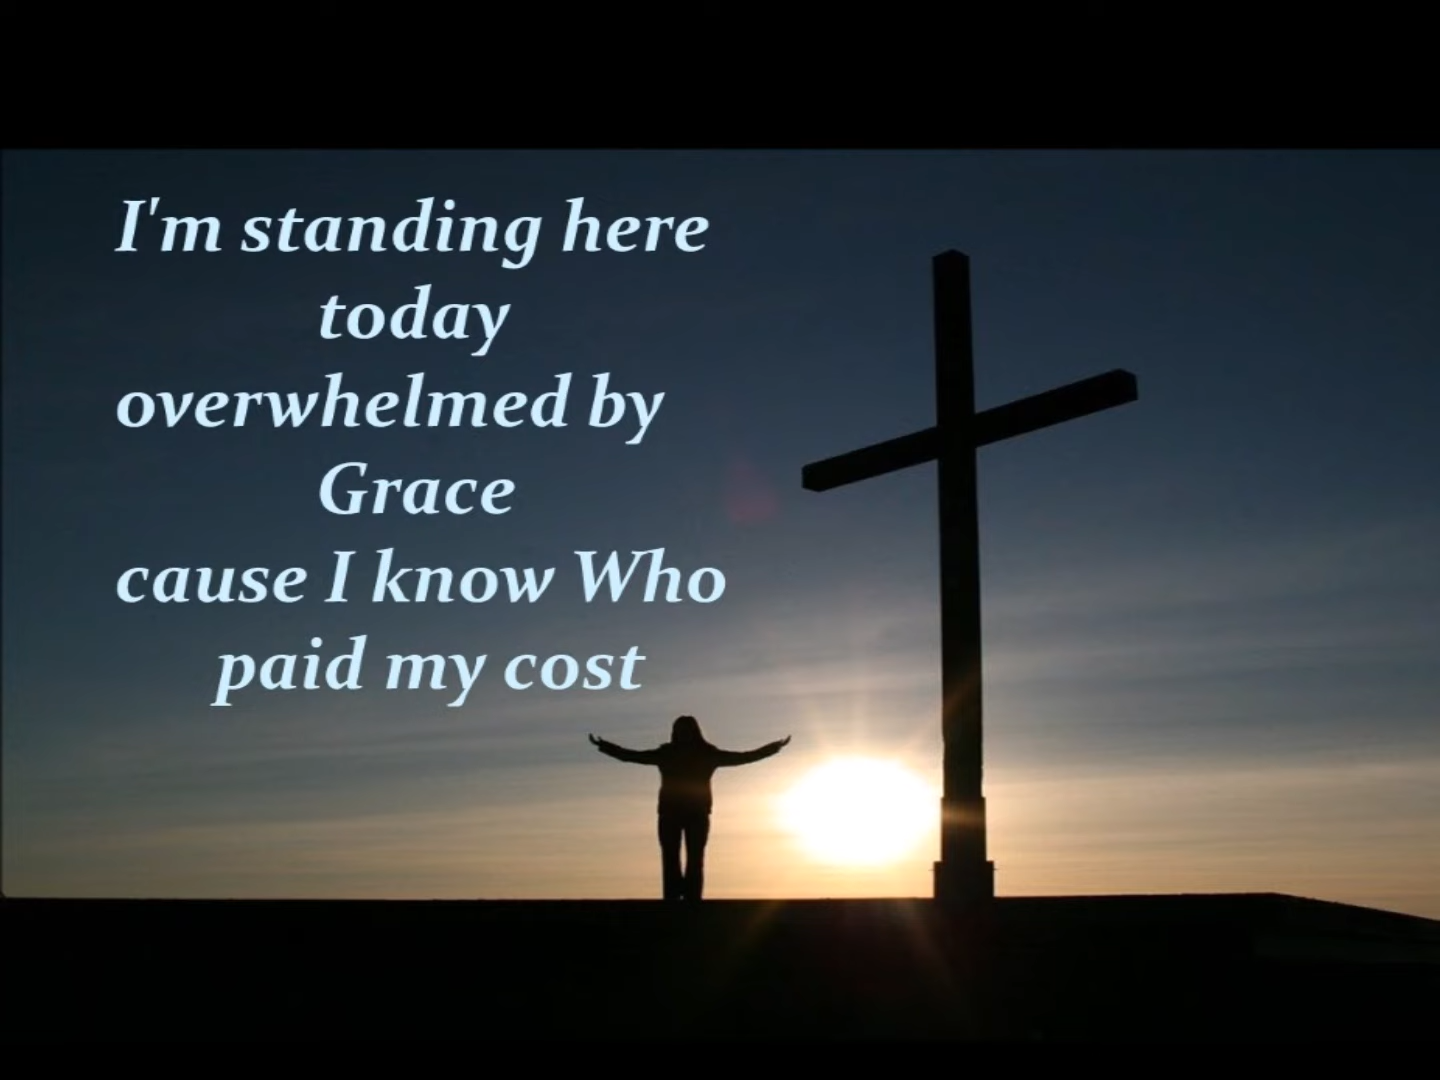 I'm standing here
today
overwhelmed by
Grace
cause I know Who
paid my cost